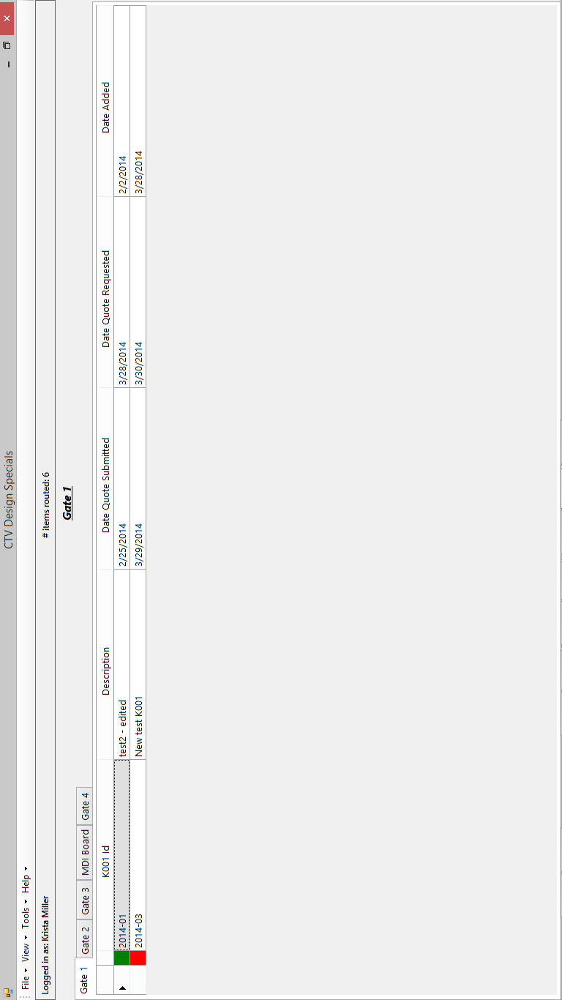 CTV Design Specials
File View Tools Help
Logged in as: Krista Miller # items routed: 6
Gate 1
Gate 1 Gate 2 Gate 3 MDI Board Gate 4
K001 Id Description Date Quote Submitted Date Quote Requested Date Added
2014-01 test2 - edited 2/25/2014 3/28/2014 2/2/2014
2014-03 New test K001 3/29/2014 3/30/2014 3/28/2014